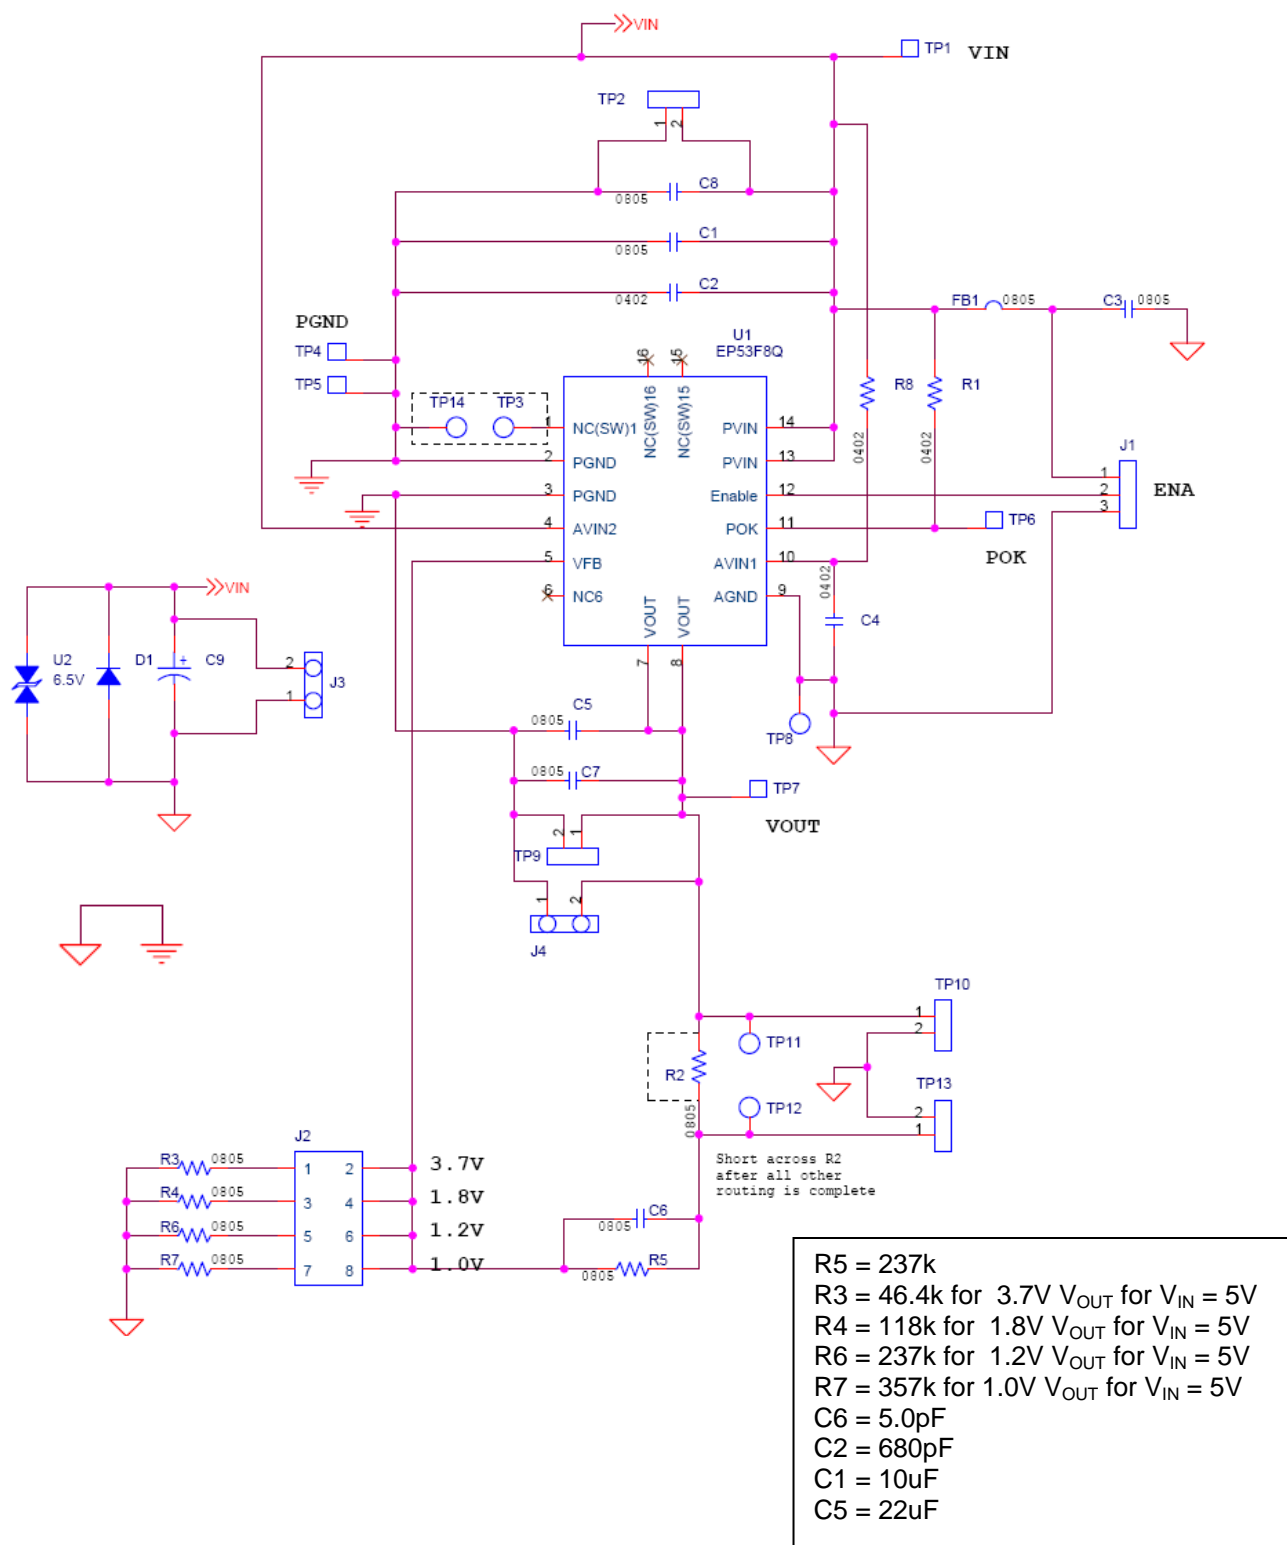 VIN
TP1 VIN
TP2
1 2
C8
0805
C1
0805
C2
0402
PGND
TP4
TP5
U1
EP53F8Q
FB1 0805 C3 0805
16 15
NC(SW)16 NC(SW)15
R8 R1
0402 0402
TP14 TP3
1 NC(SW)1 PVIN 14
2 PGND PVIN 13
3 PGND Enable 12
4 AVIN2 POK 11
5 VFB AVIN1 10
6 NC6 AGND 9
VOUT VOUT
7 8
J1
1
2
3
ENA
TP6
POK
0402
C4
TP8
VIN
U2
6.5V
D1 + C9
2
1
J3
C5
0805
0805 C7
TP7
VOUT
2 1
TP9
1 2
J4
TP10
1
2
TP11
R2
0805
TP12
TP13
2
1
Short across R2
after all other
routing is complete
J2
R3 0805 1 2 3.7V
R4 0805 3 4 1.8V
R6 0805 5 6 1.2V
R7 0805 7 8 1.0V
0805 C6
0805 R5
R5 = 237k
R3 = 46.4k for 3.7V VOUT for VIN = 5V
R4 = 118k for 1.8V VOUT for VIN = 5V
R6 = 237k for 1.2V VOUT for VIN = 5V
R7 = 357k for 1.0V VOUT for VIN = 5V
C6 = 5.0pF
C2 = 680pF
C1 = 10uF
C5 = 22uF